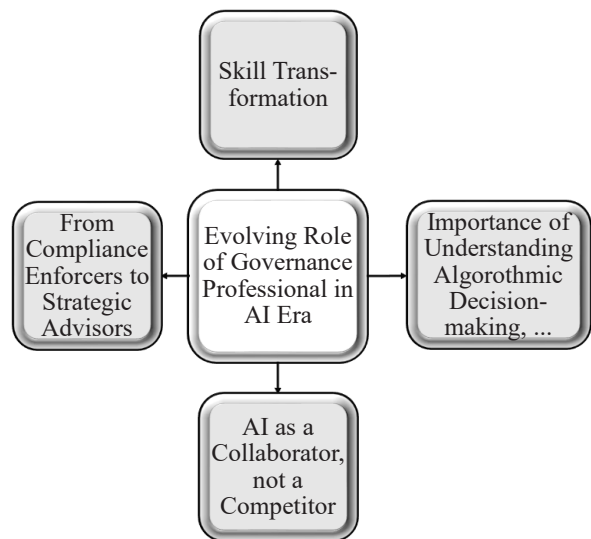 Skill Trans-
formation
From
Compliance
Enforcers to
Strategic
Advisors
Evolving Role
of Governance
Professional in
AI Era
Importance of
Understanding
Algorothmic
Decision-
making, ...
AI as a
Collaborator,
not a
Competitor